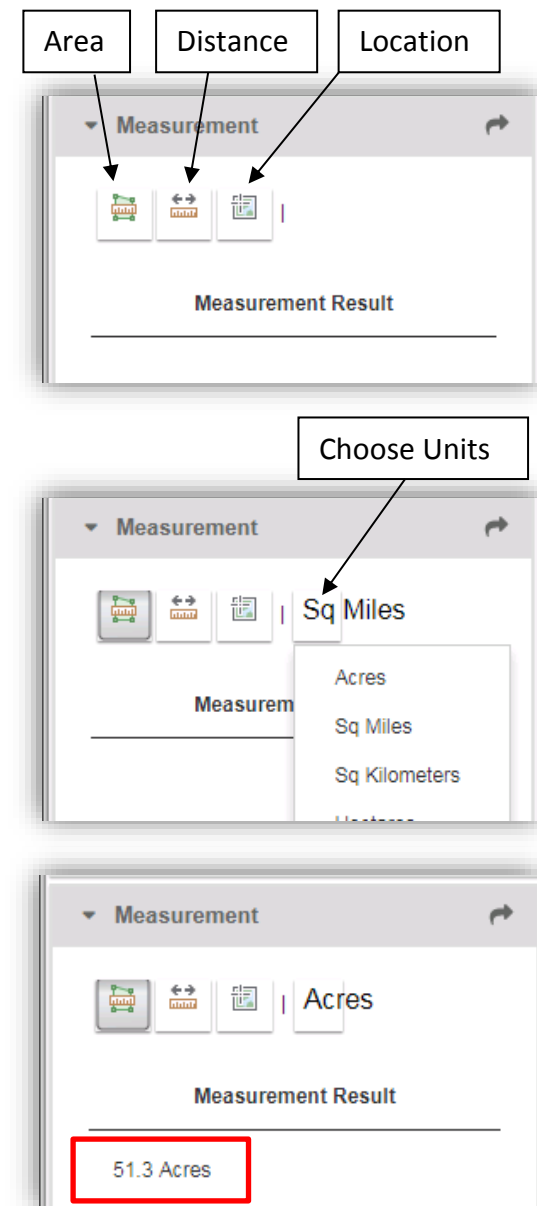 Area Distance Location
Measurement
|
Measurement Result
Choose Units
Measurement
| Sq Miles
Acres
Measurem
Sq Miles
Sq Kilometers
Measurement
| Acres
Measurement Result
51.3 Acres